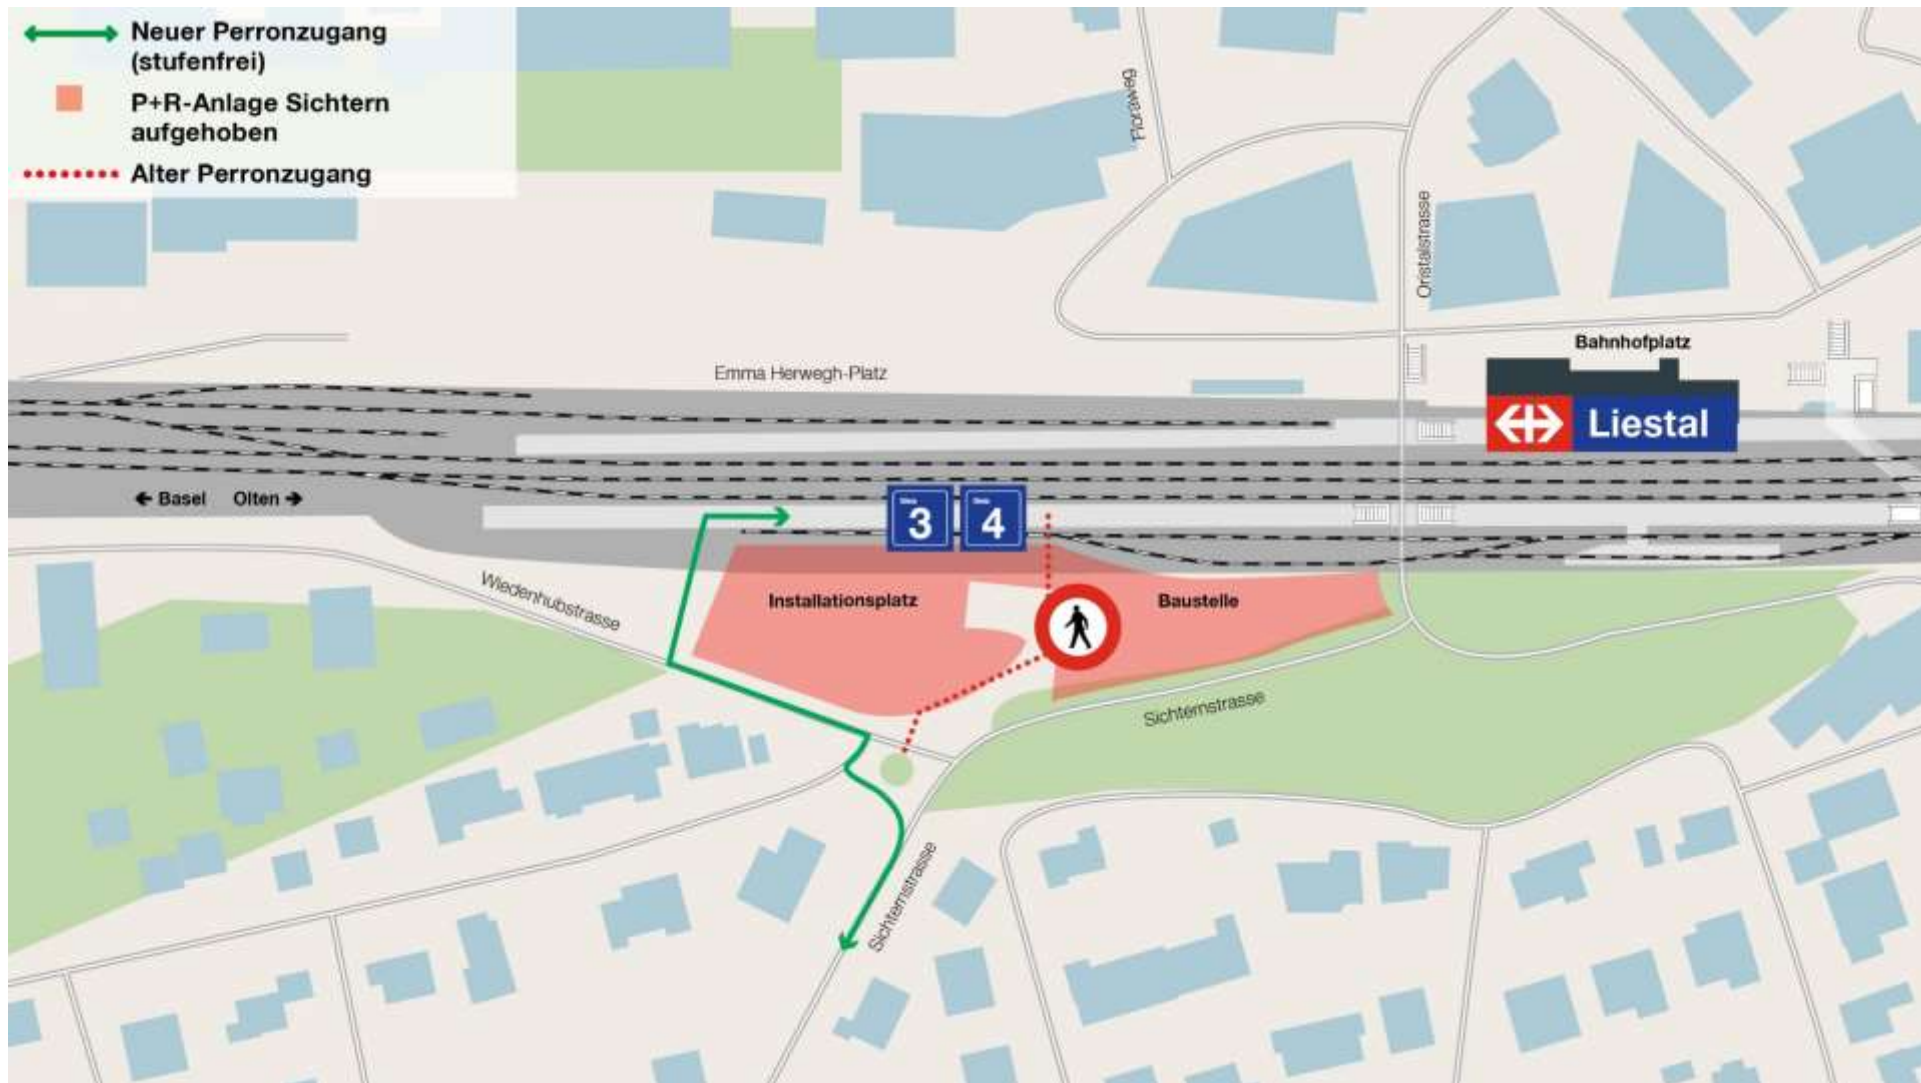 Neuer Perronzugang
(stufenfrei)
P+R-Anlage Sichtern
aufgehoben
Alter Perronzugang
Floraweg
Oristalstrasse
Bahnhofplatz
Emma Herwegh-Platz
Liestal
Basel Olten
3 4
Wiedenhubstrasse
Installationsplatz
Baustelle
Sichternstrasse
Sichternstrasse